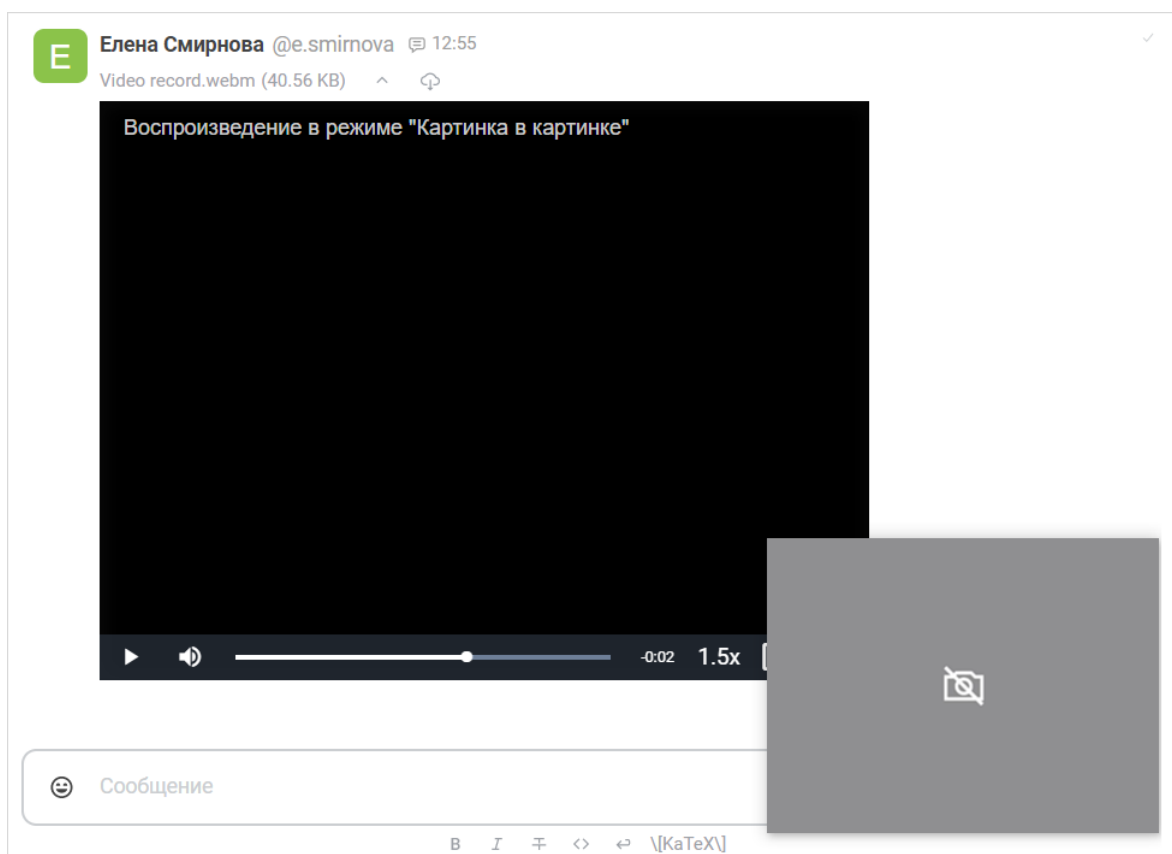 E
Елена Смирнова @e.smirnova 12:55
Video record.webm (40.56 KB)
Воспроизведение в режиме "Картинка в картинке"
-0:02 1.5x
Сообщение
B I T <> \[KaTeX\]